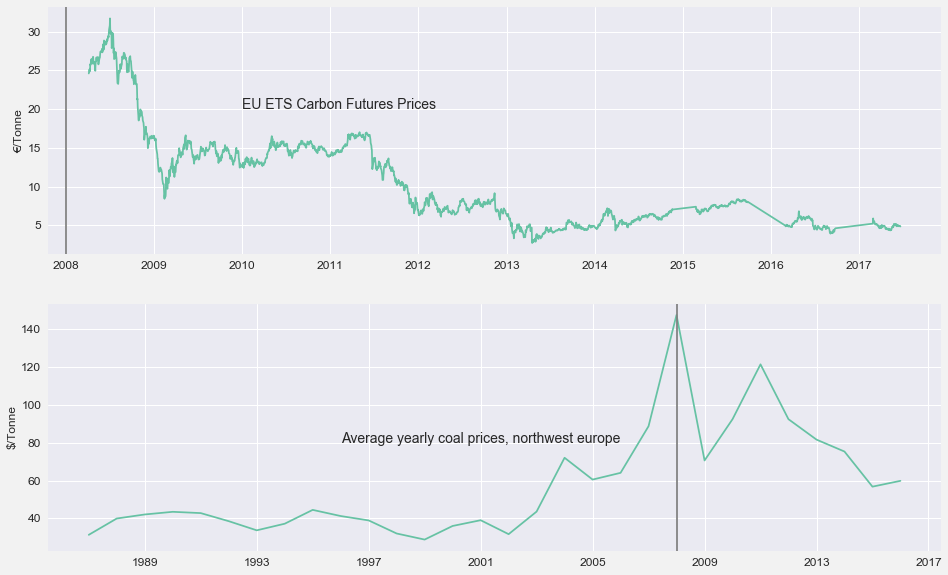 30
25
20
15
10
5
€/Tonne
EU ETS Carbon Futures Prices
2008 2009 2010 2011 2012 2013 2014 2015 2016 2017
140
120
100
80
60
40
$/Tonne
Average yearly coal prices, northwest europe
1989 1993 1997 2001 2005 2009 2013 2017